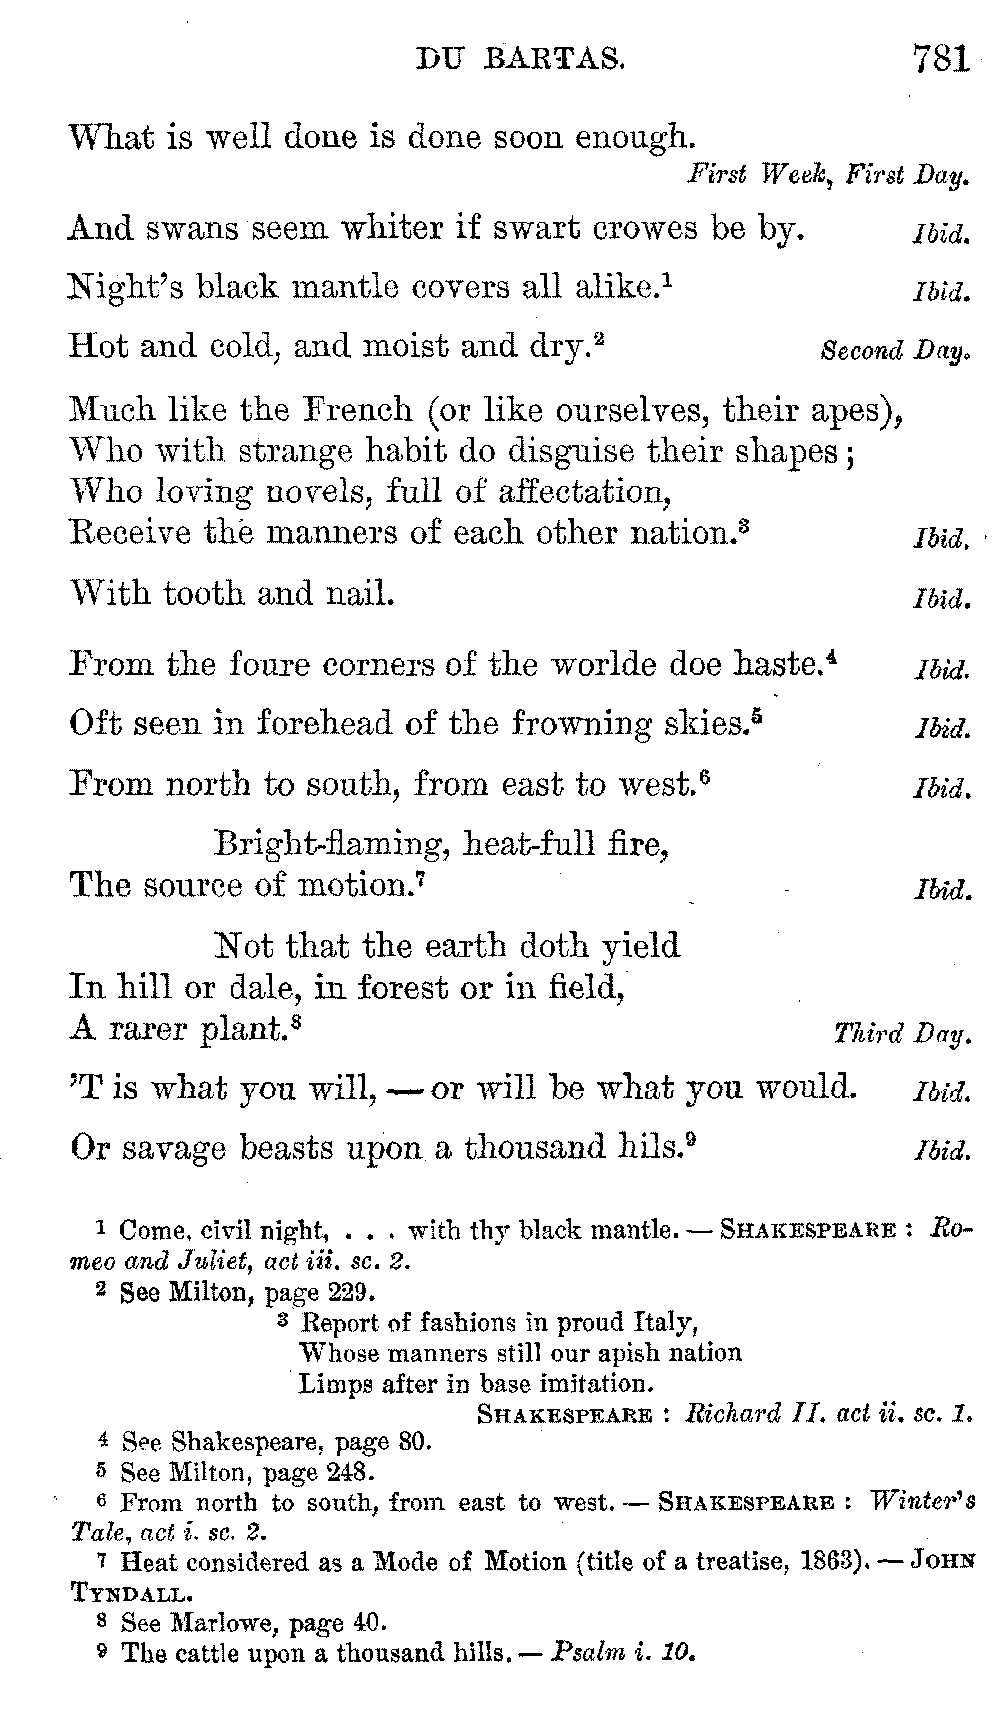 DU BARTAS. 781
What is well done is done soon enough.
First Week, First Day.
And swans seem whiter if swart crowes be by. Ibid.
Night's black mantle covers all alike.¹ Ibid.
Hot and cold, and moist and dry.² Second Day.
Much like the French (or like ourselves, their apes),
Who with strange habit do disguise their shapes;
Who loving novels, full of affectation,
Receive the manners of each other nation.³ Ibid.
With tooth and nail. Ibid.
From the foure corners of the worlde doe haste.⁴ Ibid.
Oft seen in forehead of the frowning skies.⁵ Ibid.
From north to south, from east to west.⁶ Ibid.
Bright-flaming, heat-full fire,
The source of motion.⁷ Ibid.
Not that the earth doth yield
In hill or dale, in forest or in field,
A rarer plant.⁸ Third Day.
'T is what you will, — or will be what you would. Ibid.
Or savage beasts upon a thousand hils.⁹ Ibid.
1 Come, civil night, . . . with thy black mantle. — SHAKESPEARE : Ro-
meo and Juliet, act iii. sc. 2.
2 See Milton, page 229.
3 Report of fashions in proud Italy,
Whose manners still our apish nation
Limps after in base imitation.
SHAKESPEARE : Richard II. act ii. sc. 1.
4 See Shakespeare, page 80.
5 See Milton, page 248.
6 From north to south, from east to west. — SHAKESPEARE : Winter's
Tale, act i. sc. 2.
7 Heat considered as a Mode of Motion (title of a treatise, 1863). — JOHN
TYNDALL.
8 See Marlowe, page 40.
9 The cattle upon a thousand hills. — Psalm i. 10.